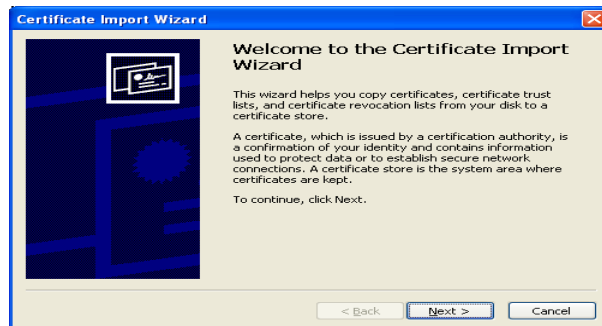 Certificate Import Wizard
Welcome to the Certificate Import
Wizard
This wizard helps you copy certificates, certificate trust
lists, and certificate revocation lists from your disk to a
certificate store.
A certificate, which is issued by a certification authority, is
a confirmation of your identity and contains information
used to protect data or to establish secure network
connections. A certificate store is the system area where
certificates are kept.
To continue, click Next.
< Back Next > Cancel